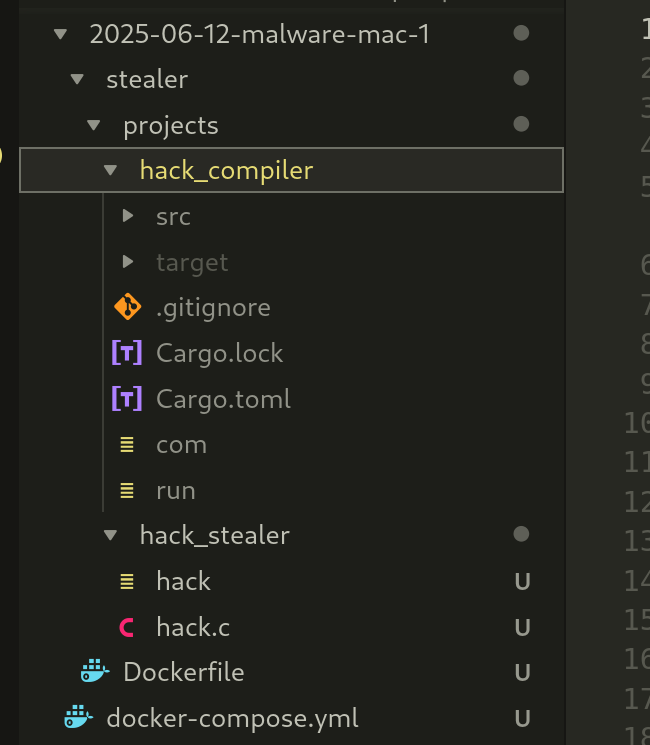 2025-06-12-malware-mac-1
stealer
projects
hack_compiler
src
target
.gitignore
[T] Cargo.lock
[T] Cargo.toml
com
run
hack_stealer
hack U
hack.c U
Dockerfile U
docker-compose.yml U
2
3
4
5
6
7
8
9
10
11
12
13
14
15
16
17
18